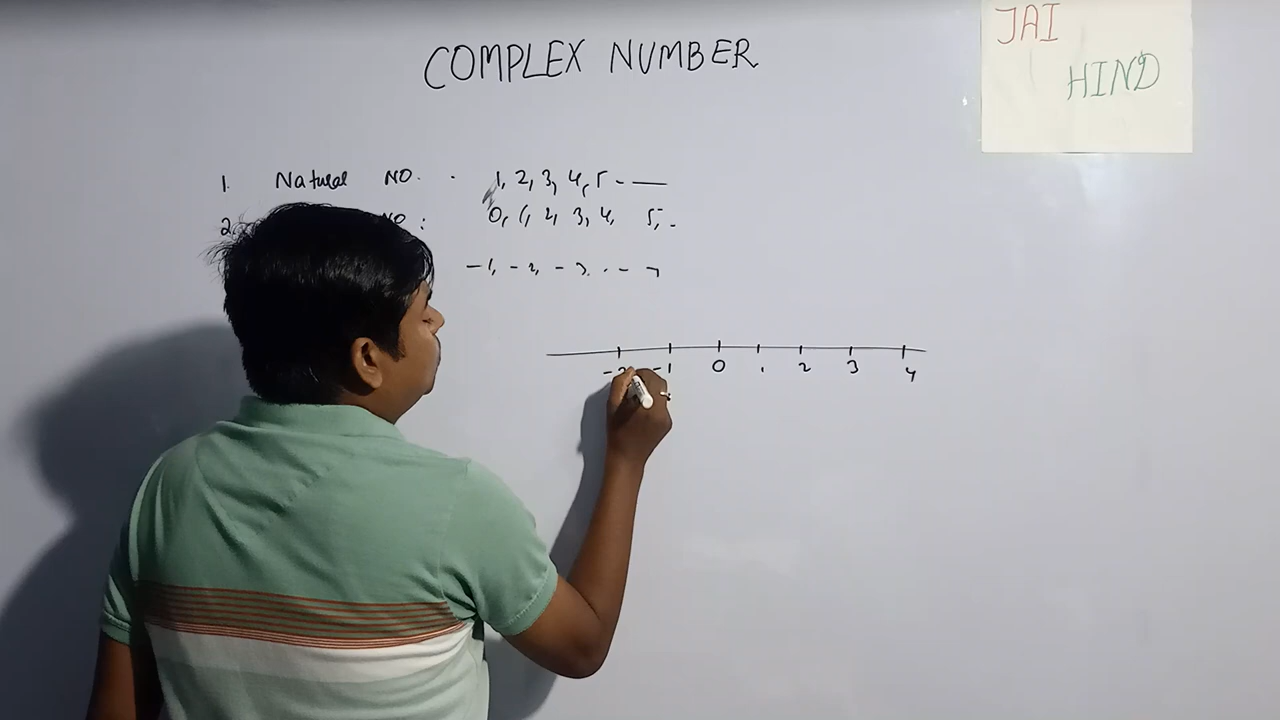 COMPLEX NUMBER
JAI
HIND
1. Natural NO. . 1, 2, 3, 4, 5 - —
2. NO : 0, 1, 2, 3, 4, 5, .
-1, -2, -3, . - -
-2 -1 0 1 2 3 4